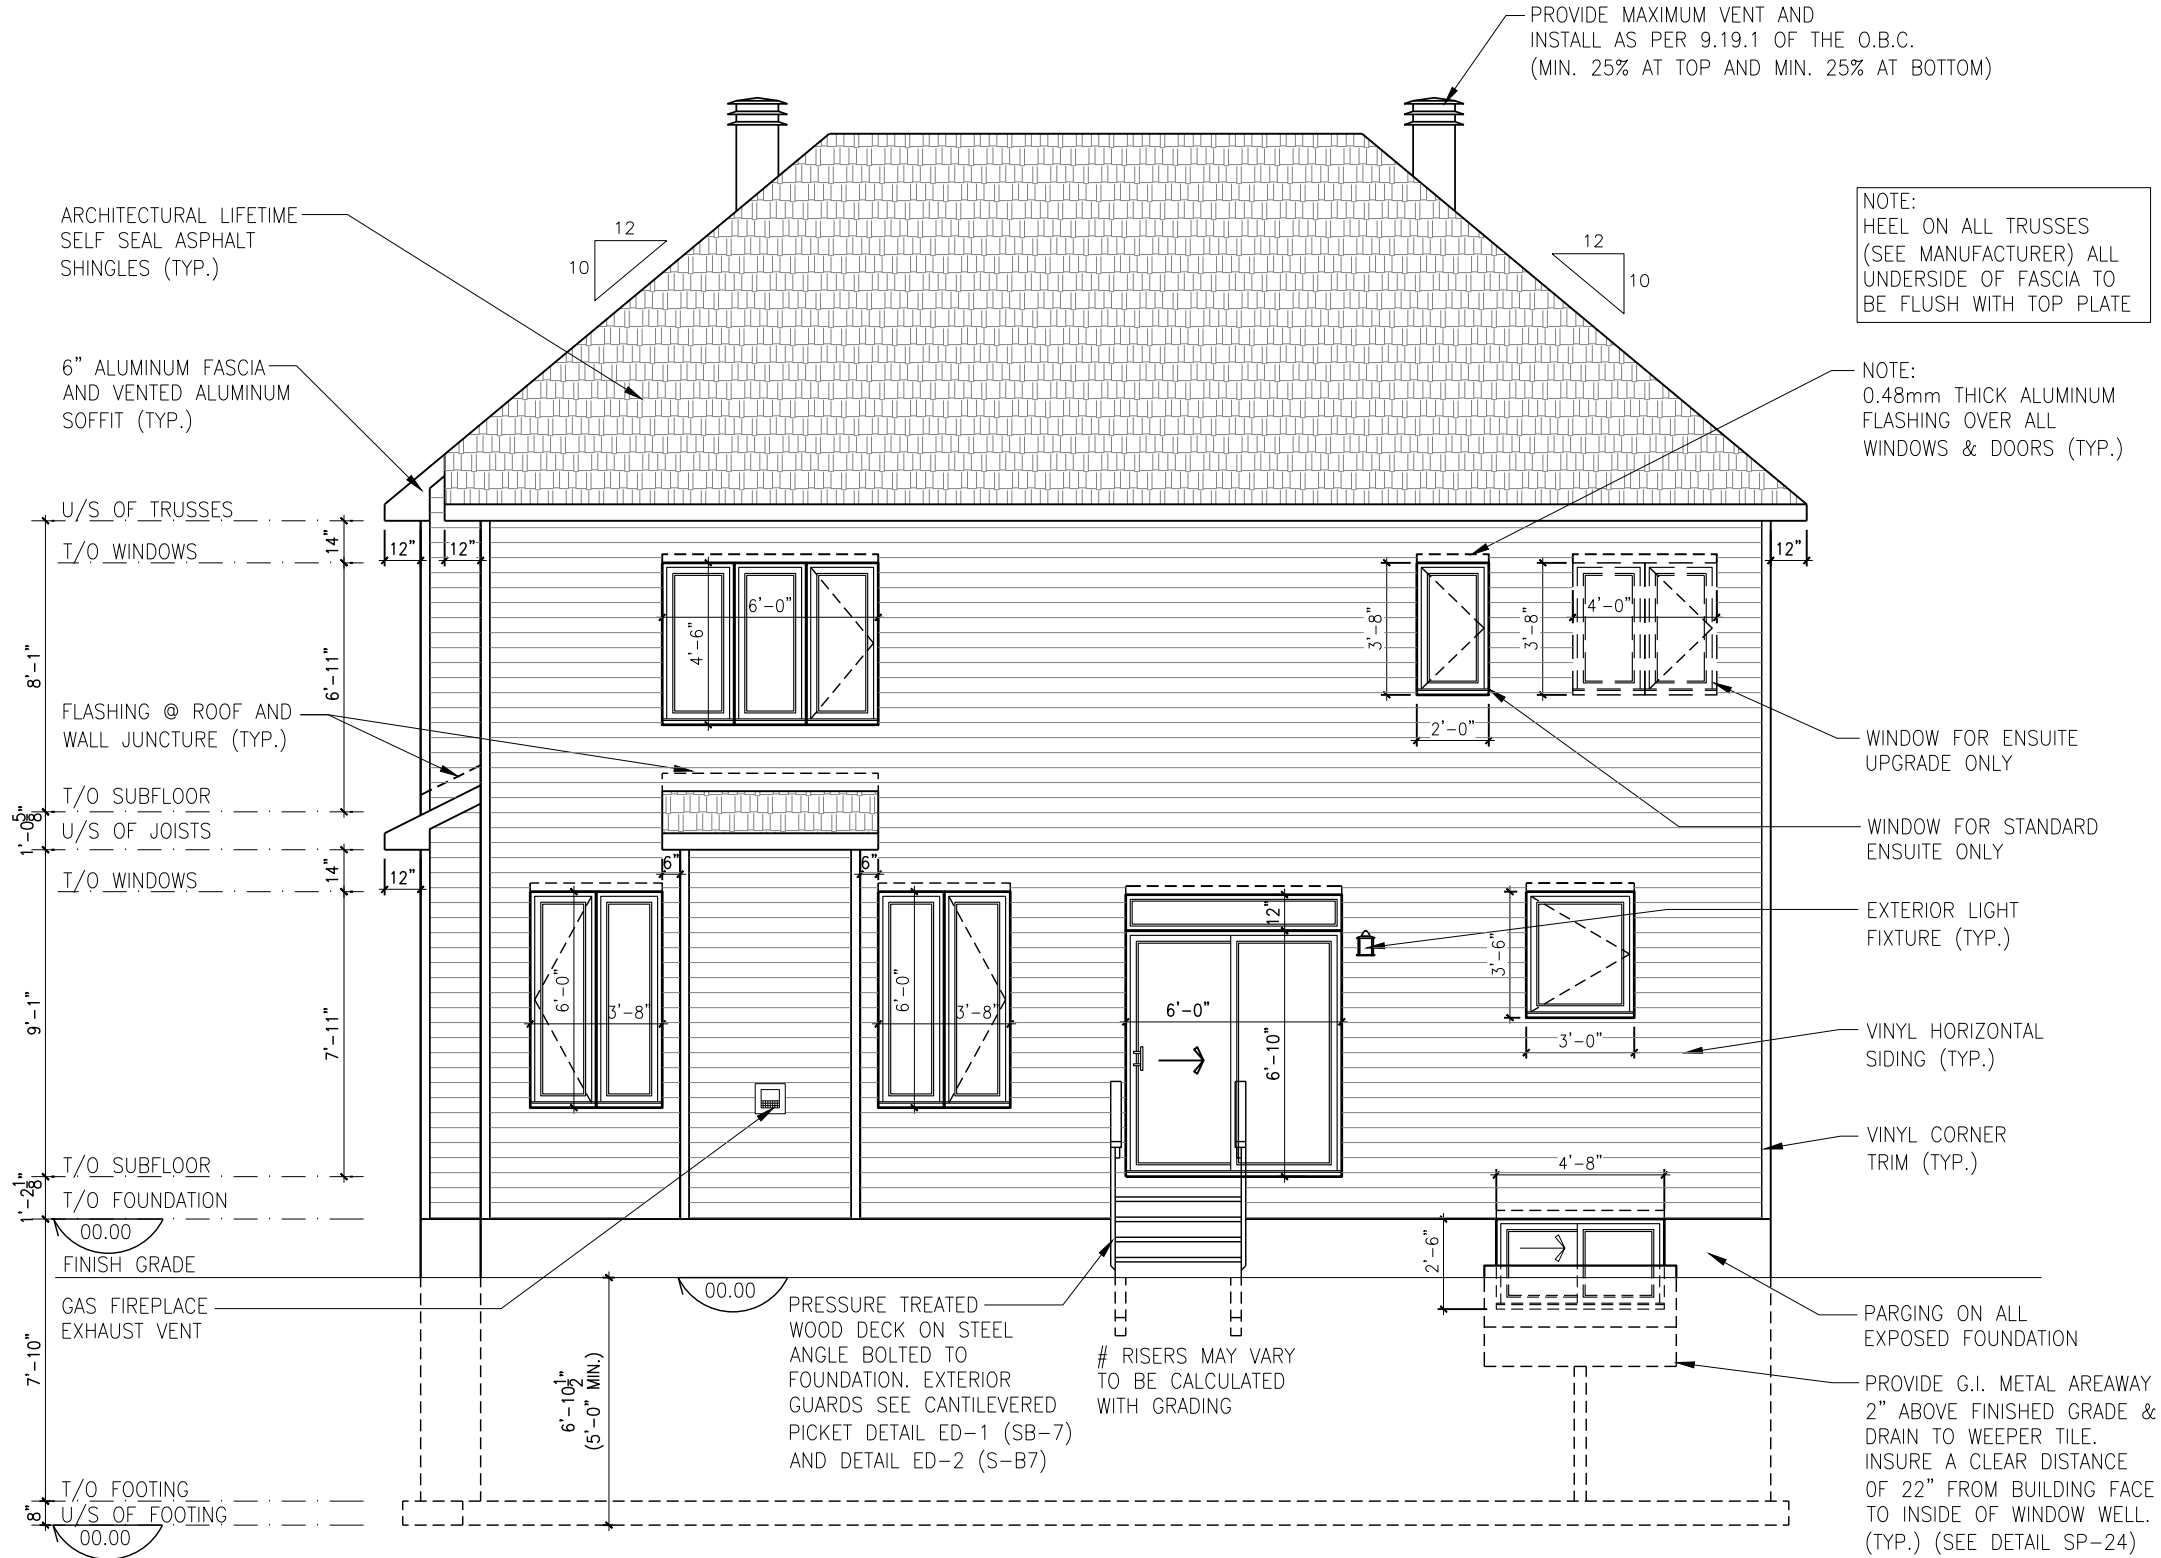 PROVIDE MAXIMUM VENT AND
INSTALL AS PER 9.19.1 OF THE O.B.C.
(MIN. 25% AT TOP AND MIN. 25% AT BOTTOM)
ARCHITECTURAL LIFETIME
SELF SEAL ASPHALT
SHINGLES (TYP.)
12
10
12
10
NOTE:
HEEL ON ALL TRUSSES
(SEE MANUFACTURER) ALL
UNDERSIDE OF FASCIA TO
BE FLUSH WITH TOP PLATE
6" ALUMINUM FASCIA
AND VENTED ALUMINUM
SOFFIT (TYP.)
NOTE:
0.48mm THICK ALUMINUM
FLASHING OVER ALL
WINDOWS & DOORS (TYP.)
U/S OF TRUSSES
T/O WINDOWS
14"
12"
12"
12"
8'-1"
6'-11"
6'-0"
4'-6"
3'-8"
2'-0"
3'-8"
4'-0"
FLASHING @ ROOF AND
WALL JUNCTURE (TYP.)
WINDOW FOR ENSUITE
UPGRADE ONLY
T/O SUBFLOOR
1'-0 5/8"
U/S OF JOISTS
WINDOW FOR STANDARD
ENSUITE ONLY
T/O WINDOWS
14"
12"
6"
6"
9'-1"
7'-11"
6'-0"
3'-8"
6'-0"
3'-8"
12"
6'-0"
6'-10"
3'-6"
3'-0"
EXTERIOR LIGHT
FIXTURE (TYP.)
VINYL HORIZONTAL
SIDING (TYP.)
VINYL CORNER
TRIM (TYP.)
T/O SUBFLOOR
1'-2 1/8"
T/O FOUNDATION
00.00
FINISH GRADE
4'-8"
2'-6"
GAS FIREPLACE
EXHAUST VENT
00.00
PRESSURE TREATED
WOOD DECK ON STEEL
ANGLE BOLTED TO
FOUNDATION. EXTERIOR
GUARDS SEE CANTILEVERED
PICKET DETAIL ED-1 (SB-7)
AND DETAIL ED-2 (S-B7)
# RISERS MAY VARY
TO BE CALCULATED
WITH GRADING
PARGING ON ALL
EXPOSED FOUNDATION
PROVIDE G.I. METAL AREAWAY
2" ABOVE FINISHED GRADE &
DRAIN TO WEEPER TILE.
INSURE A CLEAR DISTANCE
OF 22" FROM BUILDING FACE
TO INSIDE OF WINDOW WELL.
(TYP.) (SEE DETAIL SP-24)
7'-10"
6'-10 1/2"
(5'-0" MIN.)
T/O FOOTING
8"
U/S OF FOOTING
00.00